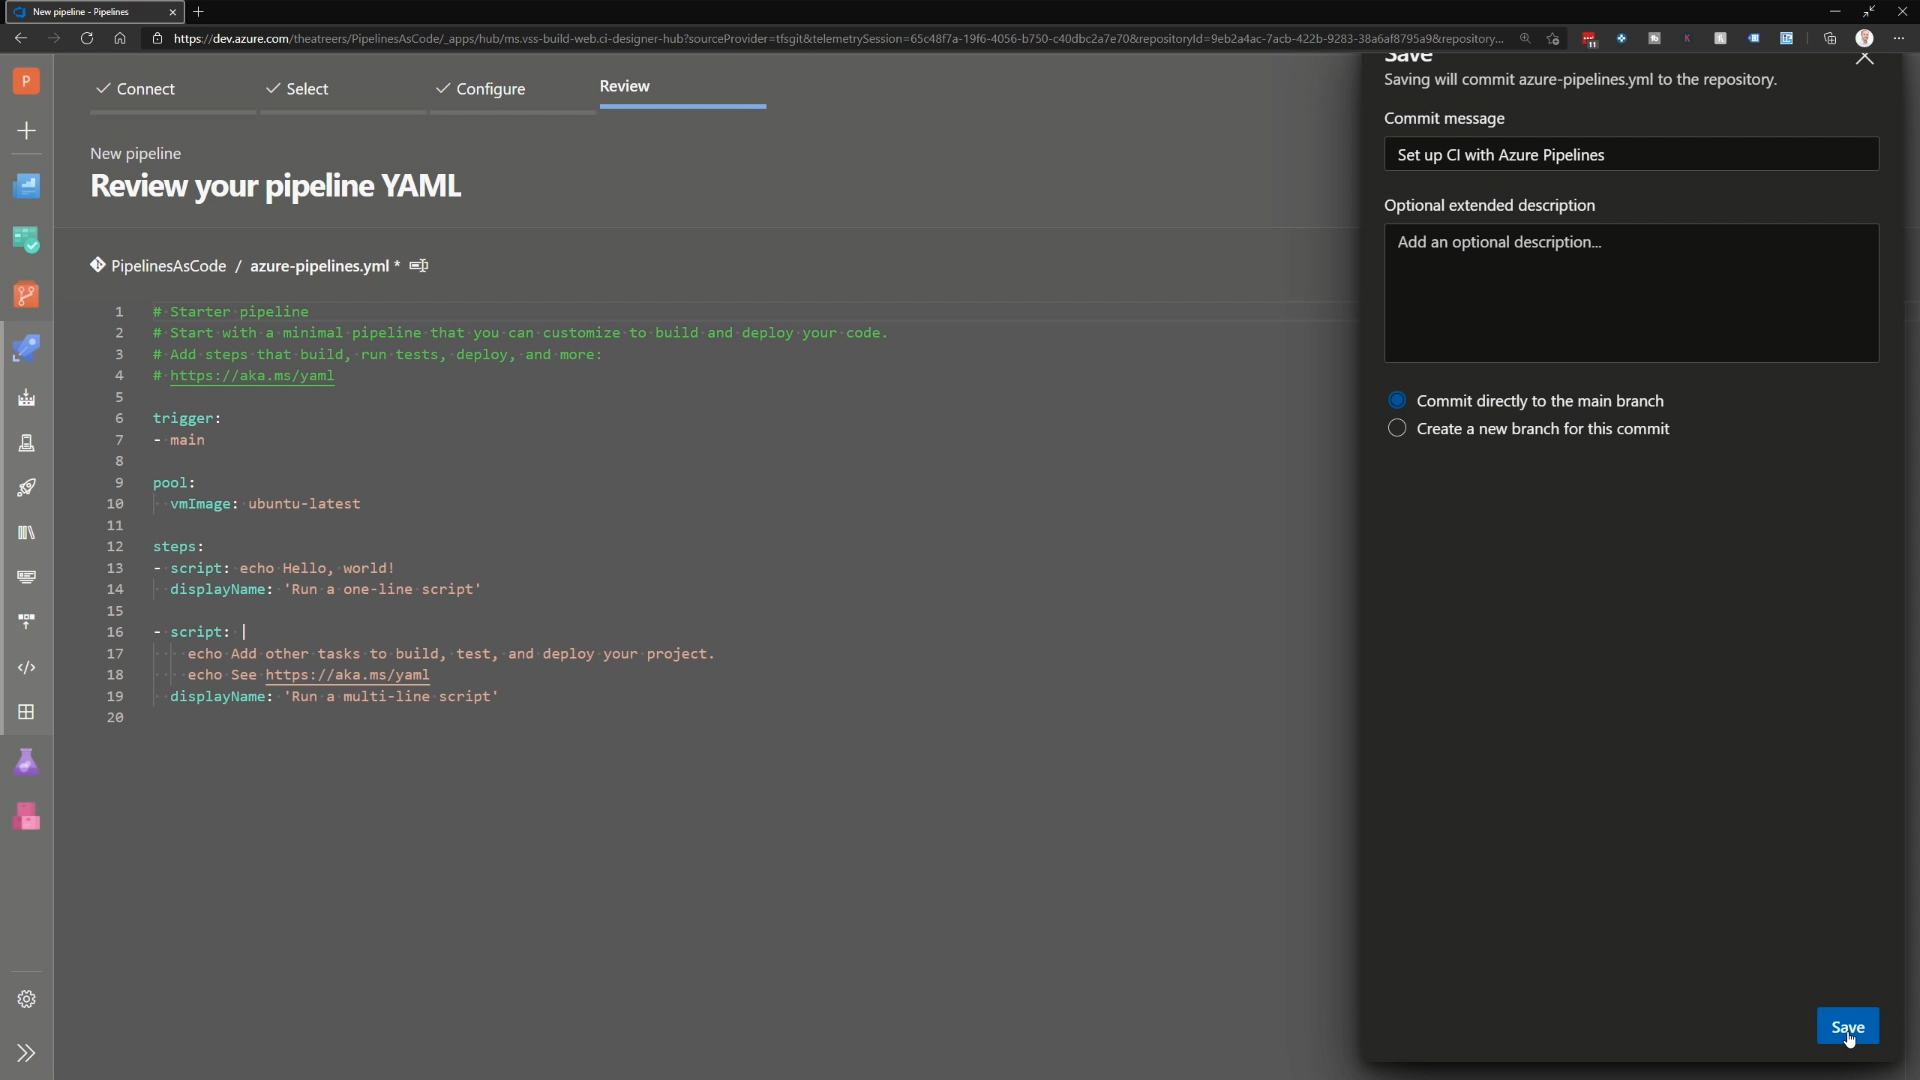 New pipeline - Pipelines
https://dev.azure.com/theatreers/PipelinesAsCode/_apps/hub/ms.vss-build-web.ci-designer-hub?sourceProvider=tfsgit&telemetrySession=65c48f7a-19f6-4056-b750-c40dbc2a7e70&repositoryId=9eb2a4ac-7acb-422b-9283-38a6af8795a9&repository...
11
P
Connect
Select
Configure
Review
New pipeline
Review your pipeline YAML
PipelinesAsCode / azure-pipelines.yml *
1 # Starter pipeline
2 # Start with a minimal pipeline that you can customize to build and deploy your code.
3 # Add steps that build, run tests, deploy, and more:
4 # https://aka.ms/yaml
5
6 trigger:
7 - main
8
9 pool:
10 vmImage: ubuntu-latest
11
12 steps:
13 - script: echo Hello, world!
14 displayName: 'Run a one-line script'
15
16 - script: |
17 echo Add other tasks to build, test, and deploy your project.
18 echo See https://aka.ms/yaml
19 displayName: 'Run a multi-line script'
20
Save
Saving will commit azure-pipelines.yml to the repository.
Commit message
Set up CI with Azure Pipelines
Optional extended description
Add an optional description...
Commit directly to the main branch
Create a new branch for this commit
Save